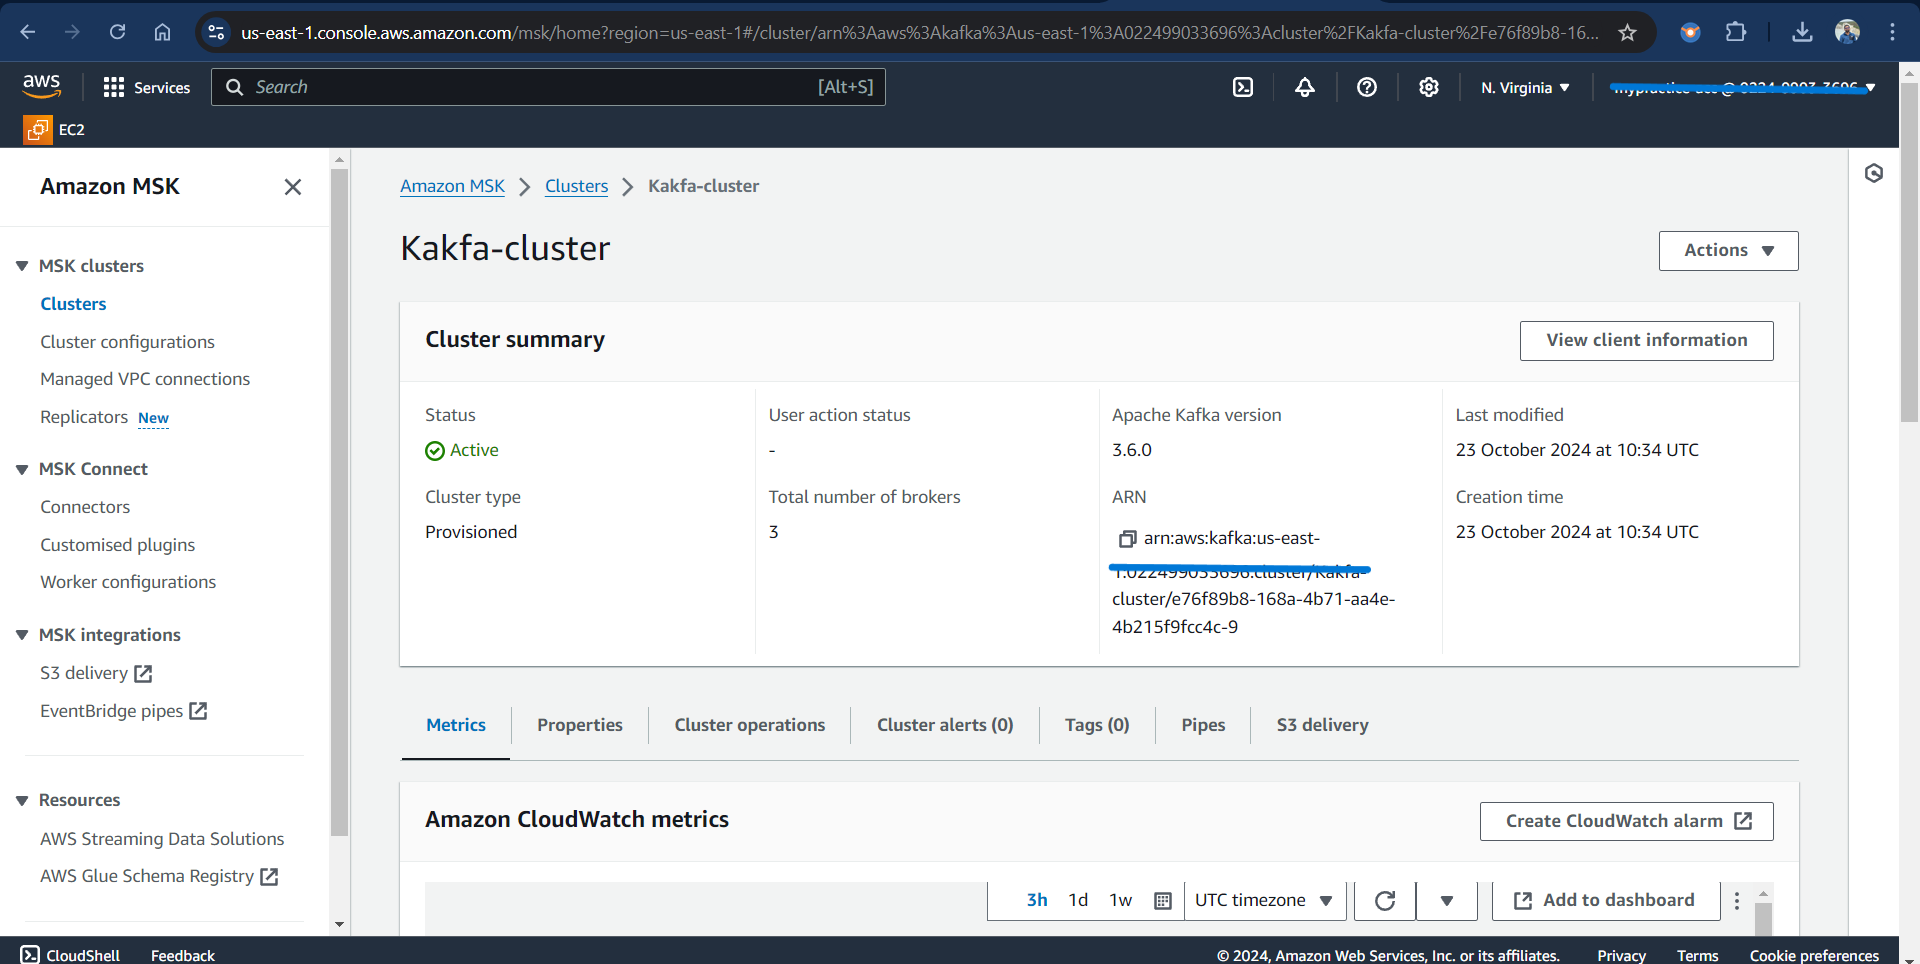 us-east-1.console.aws.amazon.com/msk/home?region=us-east-1#/cluster/arn%3Aaws%3Akafka%3Aus-east-1%3A022499033696%3Acluster%2FKakfa-cluster%2Fe76f89b8-16...
aws
Services
Search
[Alt+S]
N. Virginia
EC2
Amazon MSK
MSK clusters
Clusters
Cluster configurations
Managed VPC connections
Replicators New
MSK Connect
Connectors
Customised plugins
Worker configurations
MSK integrations
S3 delivery
EventBridge pipes
Resources
AWS Streaming Data Solutions
AWS Glue Schema Registry
Amazon MSK
Clusters
Kakfa-cluster
Kakfa-cluster
Actions
Cluster summary
View client information
Status
Active
Cluster type
Provisioned
User action status
-
Total number of brokers
3
Apache Kafka version
3.6.0
ARN
arn:aws:kafka:us-east-
cluster/e76f89b8-168a-4b71-aa4e-
4b215f9fcc4c-9
Last modified
23 October 2024 at 10:34 UTC
Creation time
23 October 2024 at 10:34 UTC
Metrics
Properties
Cluster operations
Cluster alerts (0)
Tags (0)
Pipes
S3 delivery
Amazon CloudWatch metrics
Create CloudWatch alarm
3h
1d
1w
UTC timezone
Add to dashboard
CloudShell
Feedback
© 2024, Amazon Web Services, Inc. or its affiliates.
Privacy
Terms
Cookie preferences